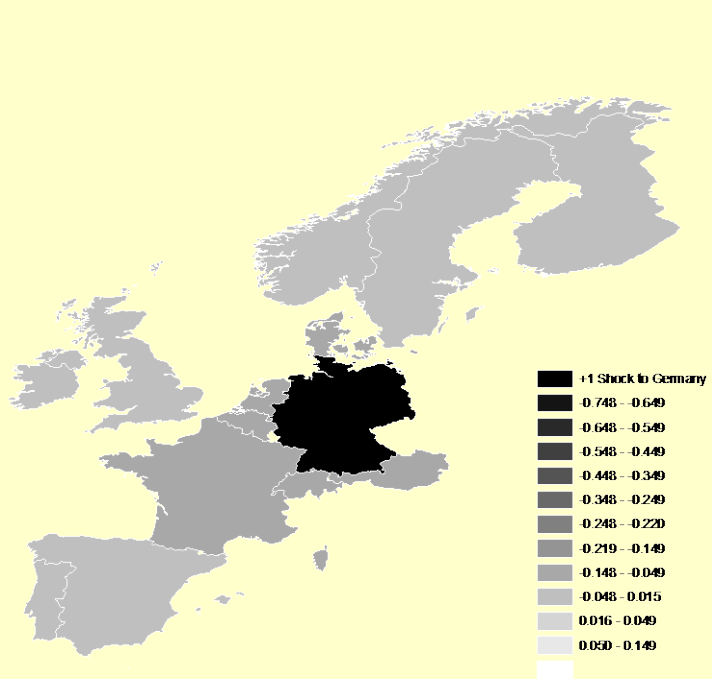 +1 Shock to Germany
-0.748 - -0.649
-0.648 - -0.549
-0.548 - -0.449
-0.448 - -0.349
-0.348 - -0.249
-0.248 - -0.220
-0.219 - -0.149
-0.148 - -0.049
-0.048 - 0.015
0.016 - 0.049
0.050 - 0.149